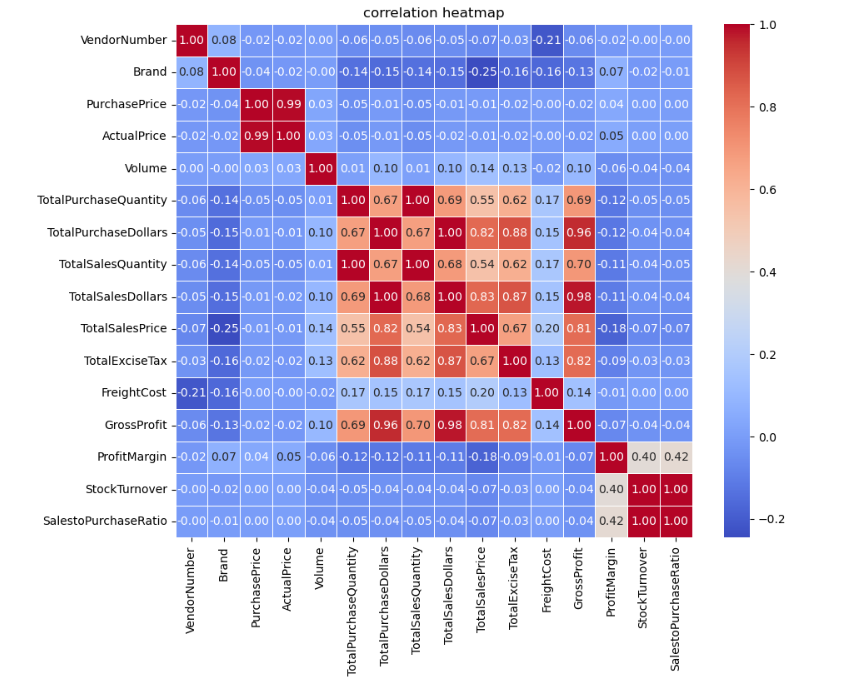 correlation heatmap
VendorNumber 1.00 0.08 -0.02 -0.02 0.00 -0.06 -0.05 -0.06 -0.05 -0.07 -0.03 -0.21 -0.06 -0.02 -0.00 -0.00
Brand 0.08 1.00 -0.04 -0.02 -0.00 -0.14 -0.15 -0.14 -0.15 -0.25 -0.16 -0.16 -0.13 0.07 -0.02 -0.01
PurchasePrice -0.02 -0.04 1.00 0.99 0.03 -0.05 -0.01 -0.05 -0.01 -0.01 -0.02 -0.00 -0.02 0.04 0.00 0.00
ActualPrice -0.02 -0.02 0.99 1.00 0.03 -0.05 -0.01 -0.05 -0.02 -0.01 -0.02 -0.00 -0.02 0.05 0.00 0.00
Volume 0.00 -0.00 0.03 0.03 1.00 0.01 0.10 0.01 0.10 0.14 0.13 -0.02 0.10 -0.06 -0.04 -0.04
TotalPurchaseQuantity -0.06 -0.14 -0.05 -0.05 0.01 1.00 0.67 1.00 0.69 0.55 0.62 0.17 0.69 -0.12 -0.05 -0.05
TotalPurchaseDollars -0.05 -0.15 -0.01 -0.01 0.10 0.67 1.00 0.67 1.00 0.82 0.88 0.15 0.96 -0.12 -0.04 -0.04
TotalSalesQuantity -0.06 -0.14 -0.05 -0.05 0.01 1.00 0.67 1.00 0.68 0.54 0.62 0.17 0.70 -0.11 -0.04 -0.05
TotalSalesDollars -0.05 -0.15 -0.01 -0.02 0.10 0.69 1.00 0.68 1.00 0.83 0.87 0.15 0.98 -0.11 -0.04 -0.04
TotalSalesPrice -0.07 -0.25 -0.01 -0.01 0.14 0.55 0.82 0.54 0.83 1.00 0.67 0.20 0.81 -0.18 -0.07 -0.07
TotalExciseTax -0.03 -0.16 -0.02 -0.02 0.13 0.62 0.88 0.62 0.87 0.67 1.00 0.13 0.82 -0.09 -0.03 -0.03
FreightCost -0.21 -0.16 -0.00 -0.00 -0.02 0.17 0.15 0.17 0.15 0.20 0.13 1.00 0.14 -0.01 0.00 0.00
GrossProfit -0.06 -0.13 -0.02 -0.02 0.10 0.69 0.96 0.70 0.98 0.81 0.82 0.14 1.00 -0.07 -0.04 -0.04
ProfitMargin -0.02 0.07 0.04 0.05 -0.06 -0.12 -0.12 -0.11 -0.11 -0.18 -0.09 -0.01 -0.07 1.00 0.40 0.42
StockTurnover -0.00 -0.02 0.00 0.00 -0.04 -0.05 -0.04 -0.04 -0.04 -0.07 -0.03 0.00 -0.04 0.40 1.00 1.00
SalestoPurchaseRatio -0.00 -0.01 0.00 0.00 -0.04 -0.05 -0.04 -0.05 -0.04 -0.07 -0.03 0.00 -0.04 0.42 1.00 1.00
VendorNumber
Brand
PurchasePrice
ActualPrice
Volume
TotalPurchaseQuantity
TotalPurchaseDollars
TotalSalesQuantity
TotalSalesDollars
TotalSalesPrice
TotalExciseTax
FreightCost
GrossProfit
ProfitMargin
StockTurnover
SalestoPurchaseRatio
1.0
0.8
0.6
0.4
0.2
0.0
−0.2